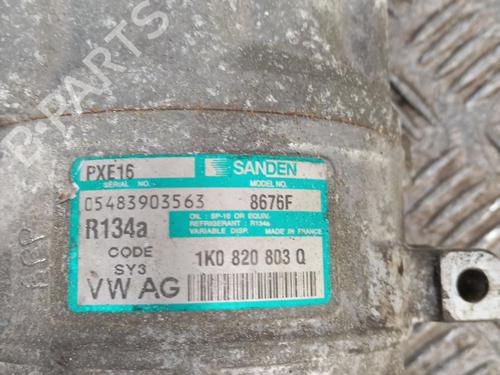 B-PARTS
PXE16
SANDEN
SERIAL NO.
MODEL NO.
05483903563
8676F
R134a
OIL : SP-10 OR EQUIV.
REFRIGERANT : R134a
VARIABLE DISP. MADE IN FRANCE
CODE
SY3
1K0 820 803 Q
VW AG